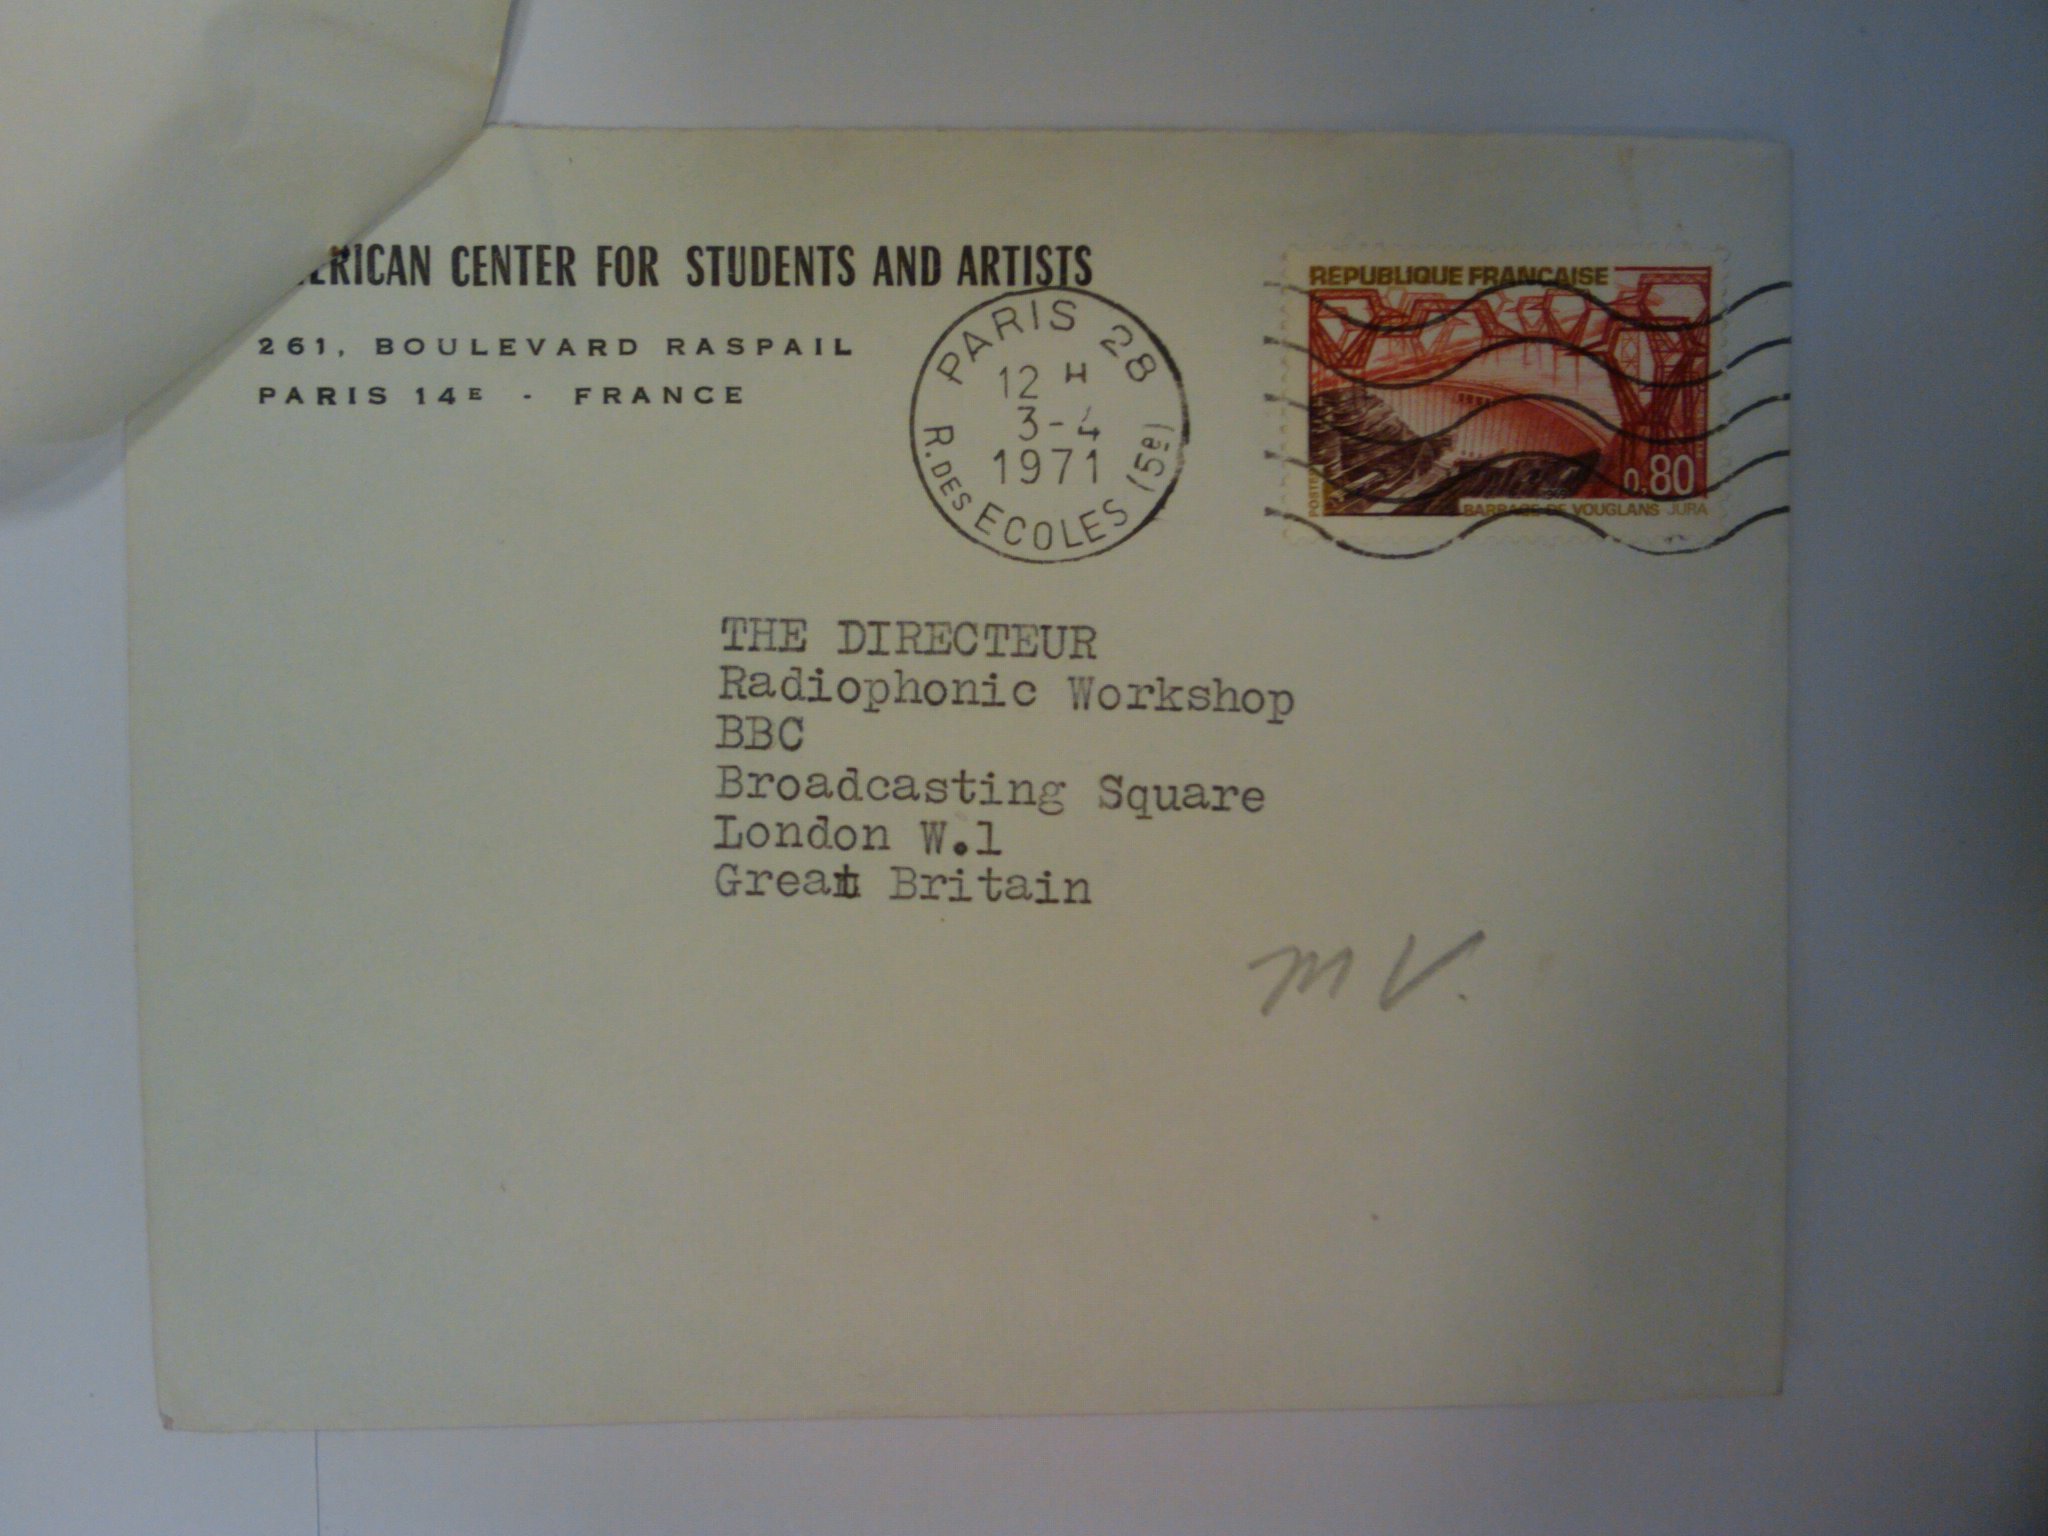 ERICAN CENTER FOR STUDENTS AND ARTISTS
261, BOULEVARD RASPAIL
PARIS 14E - FRANCE
PARIS 28
12 H
3-4
1971
R. DES ECOLES (5e)
REPUBLIQUE FRANCAISE
0,80
POSTES
BARRAGE DE VOUGLANS JURA
THE DIRECTEUR
Radiophonic Workshop
BBC
Broadcasting Square
London W.1
Great Britain
MV.